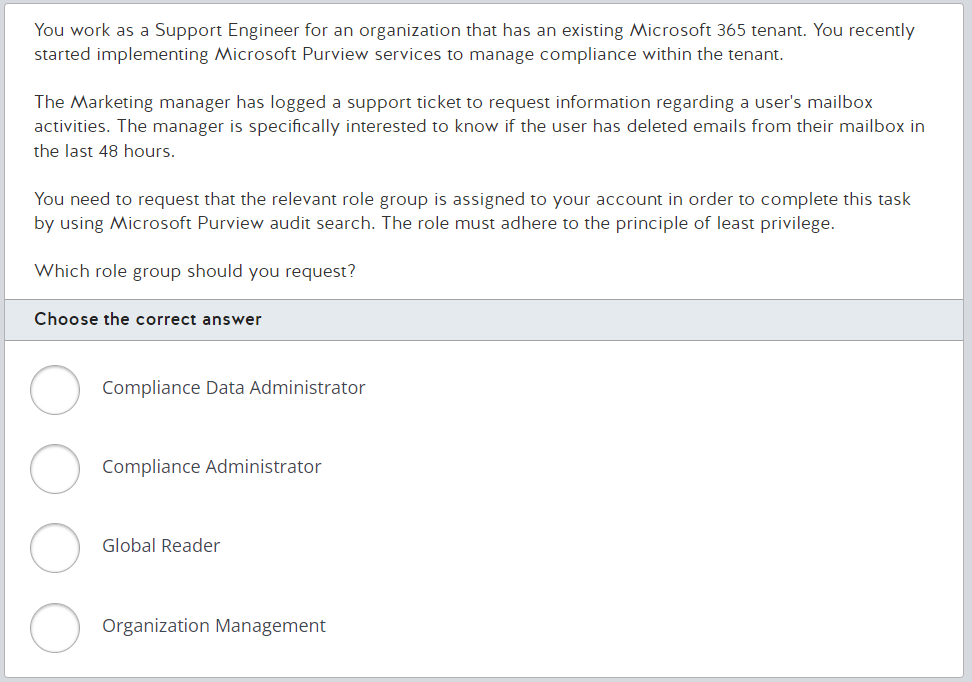 You work as a Support Engineer for an organization that has an existing Microsoft 365 tenant. You recently
started implementing Microsoft Purview services to manage compliance within the tenant.
The Marketing manager has logged a support ticket to request information regarding a user's mailbox
activities. The manager is specifically interested to know if the user has deleted emails from their mailbox in
the last 48 hours.
You need to request that the relevant role group is assigned to your account in order to complete this task
by using Microsoft Purview audit search. The role must adhere to the principle of least privilege.
Which role group should you request?
Choose the correct answer
Compliance Data Administrator
Compliance Administrator
Global Reader
Organization Management